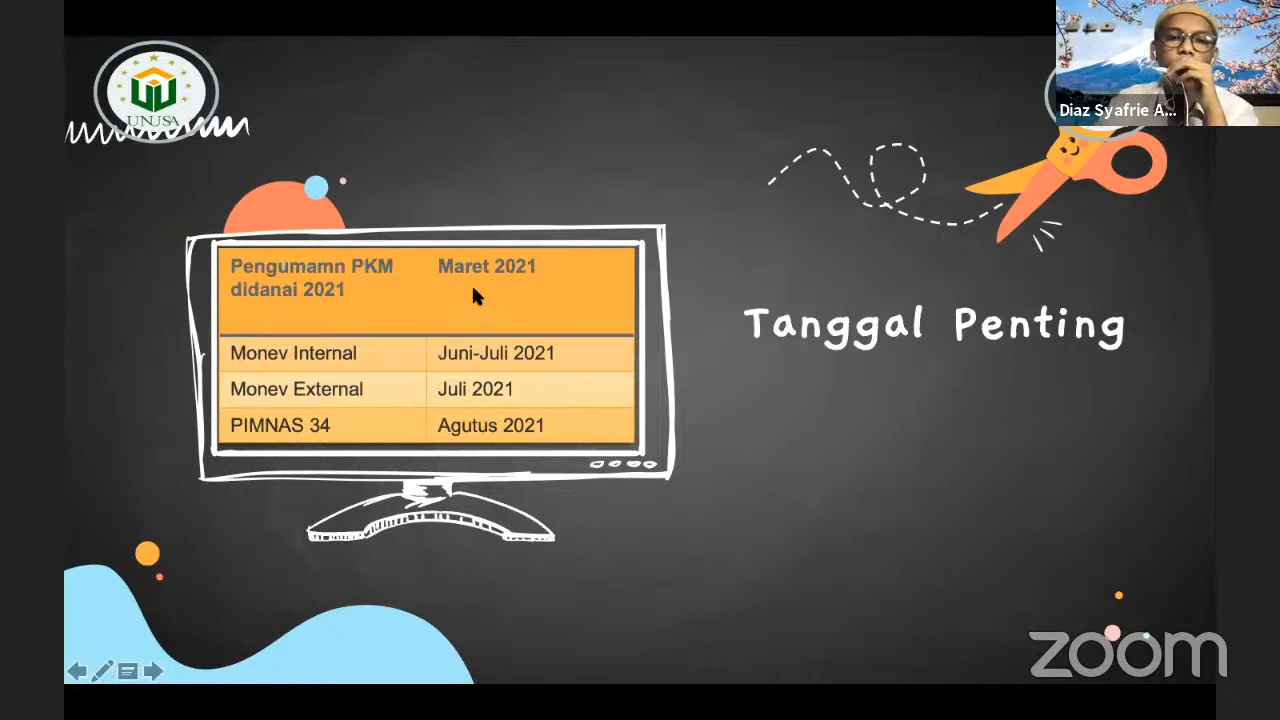 UNUSA
Diaz Syafrie A...
Pengumamn PKM Maret 2021
didanai 2021
Monev Internal Juni-Juli 2021
Monev External Juli 2021
PIMNAS 34 Agutus 2021
Tanggal Penting
zoom